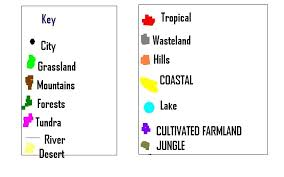 Key
City
Grassland
Mountains
Forests
Tundra
River
Desert
Tropical
Wasteland
Hills
COASTAL
Lake
CULTIVATED FARMLAND
JUNGLE